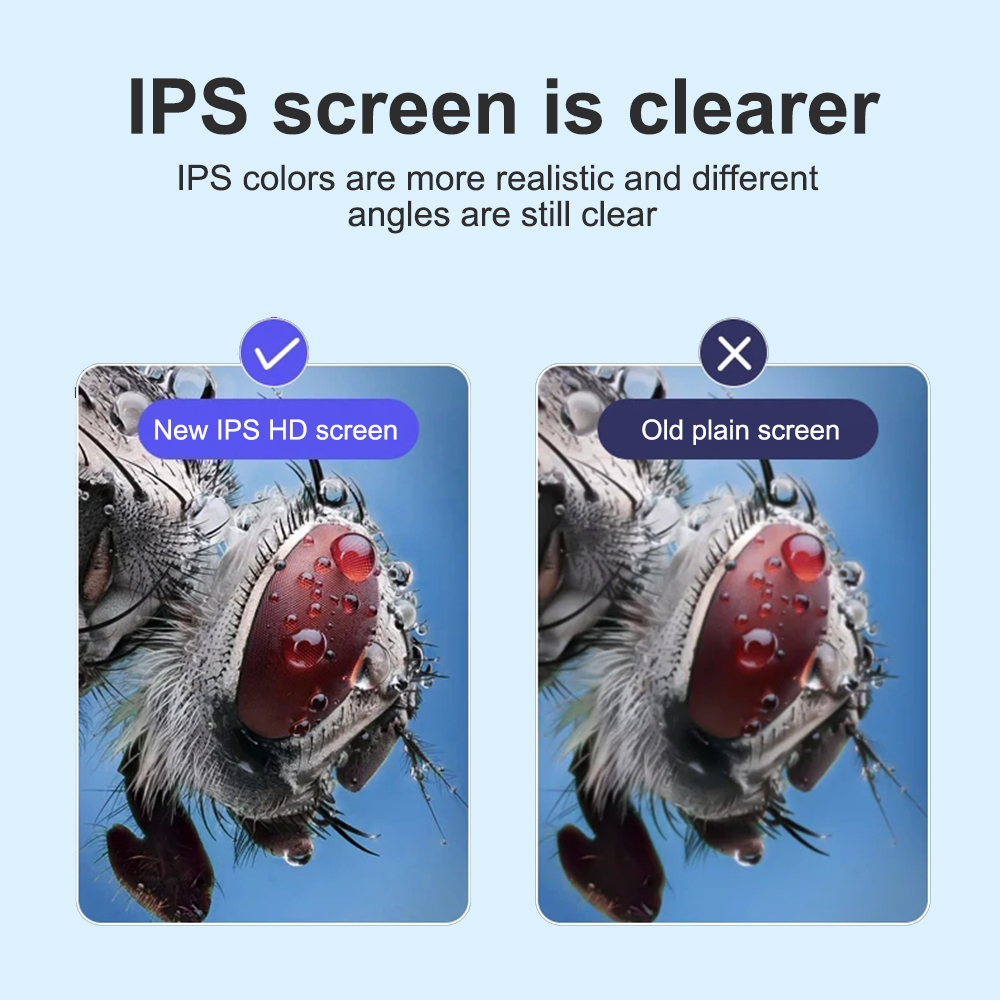 IPS screen is clearer
IPS colors are more realistic and different
angles are still clear
New IPS HD screen
Old plain screen